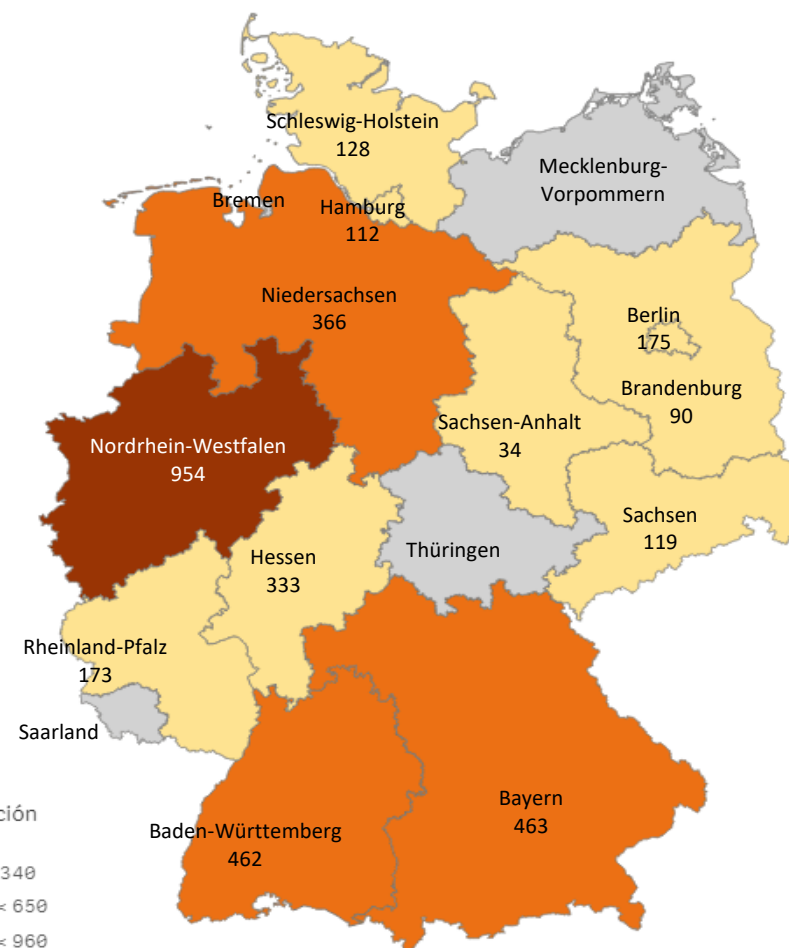 Schleswig-Holstein
128
Mecklenburg-
Vorpommern
Bremen
Hamburg
112
Niedersachsen
366
Berlin
175
Brandenburg
90
Sachsen-Anhalt
34
Nordrhein-Westfalen
954
Sachsen
119
Hessen
333
Thüringen
Rheinland-Pfalz
173
Saarland
Bayern
463
Baden-Württemberg
462
ción
340
< 650
< 960